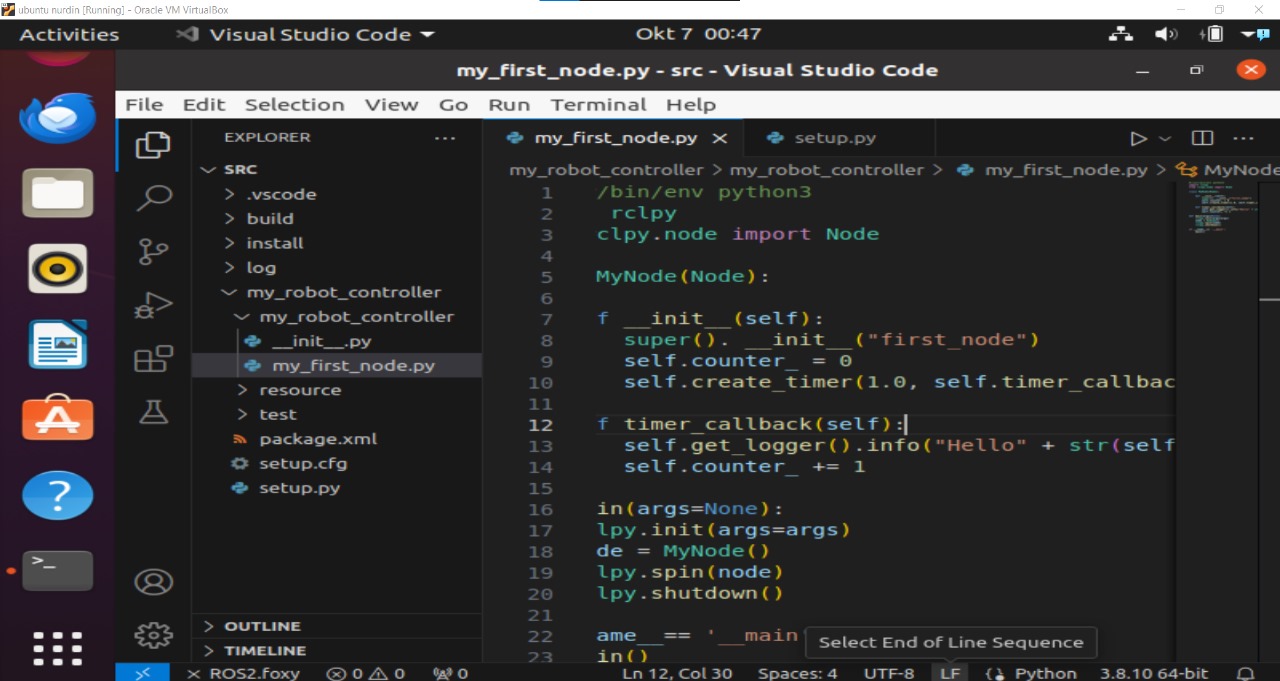 ubuntu nurdin [Running] - Oracle VM VirtualBox
Activities
Visual Studio Code
Okt 7 00:47
my_first_node.py - src - Visual Studio Code
File Edit Selection View Go Run Terminal Help
EXPLORER
SRC
.vscode
build
install
log
my_robot_controller
my_robot_controller
__init__.py
my_first_node.py
resource
test
package.xml
setup.cfg
setup.py
OUTLINE
TIMELINE
my_first_node.py
setup.py
my_robot_controller > my_robot_controller > my_first_node.py > MyNode
1 /bin/env python3
2 rclpy
3 clpy.node import Node
4
5 MyNode(Node):
6
7 f __init__(self):
8 super(). __init__("first_node")
9 self.counter_ = 0
10 self.create_timer(1.0, self.timer_callbac
11
12 f timer_callback(self):
13 self.get_logger().info("Hello" + str(self
14 self.counter_ += 1
15
16 in(args=None):
17 lpy.init(args=args)
18 de = MyNode()
19 lpy.spin(node)
20 lpy.shutdown()
21
22 ame__ == '__main'
23 in()
Select End of Line Sequence
ROS2.foxy 0 0 0 Ln 12, Col 30 Spaces: 4 UTF-8 LF Python 3.8.10 64-bit